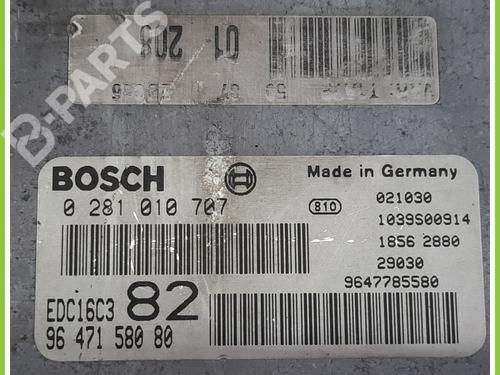 B-PARTS
01 208
BOSCH
Made in Germany
0 281 010 707
810
021030
1039S00914
1856 2880
29030
9647785580
EDC16C3 82
96 471 580 80